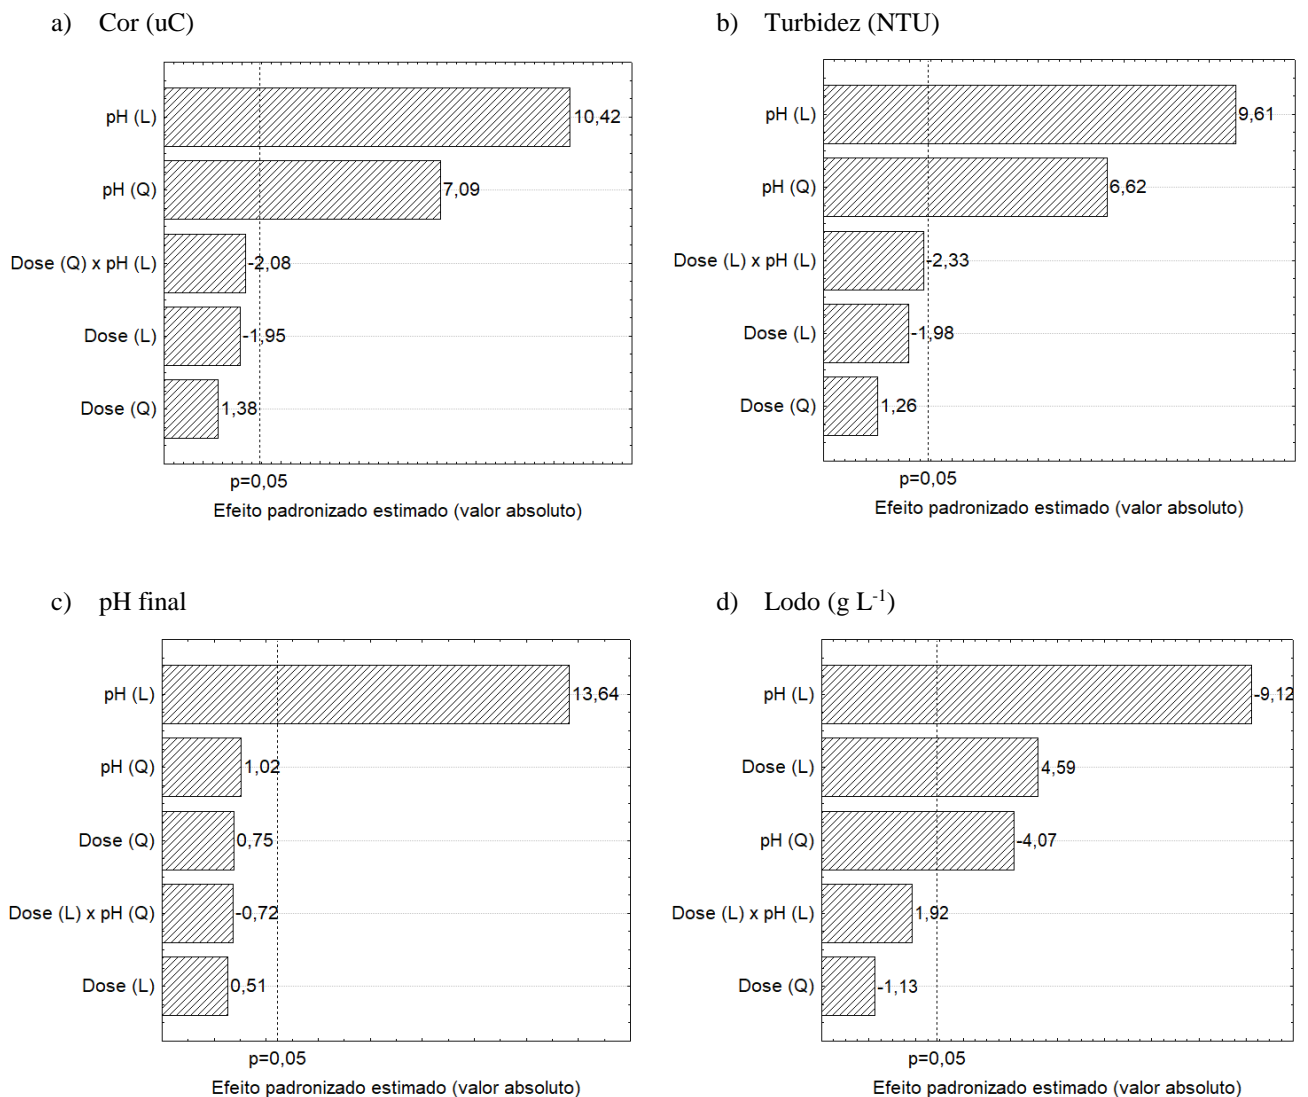 a) Cor (uC)
pH (L)
10,42
pH (Q)
7,09
Dose (Q) x pH (L)
-2,08
Dose (L)
-1,95
Dose (Q)
1,38
p=0,05
Efeito padronizado estimado (valor absoluto)
b) Turbidez (NTU)
pH (L)
9,61
pH (Q)
6,62
Dose (L) x pH (L)
-2,33
Dose (L)
-1,98
Dose (Q)
1,26
p=0,05
Efeito padronizado estimado (valor absoluto)
c) pH final
pH (L)
13,64
pH (Q)
1,02
Dose (Q)
0,75
Dose (L) x pH (Q)
-0,72
Dose (L)
0,51
p=0,05
Efeito padronizado estimado (valor absoluto)
d) Lodo (g L⁻¹)
pH (L)
-9,12
Dose (L)
4,59
pH (Q)
-4,07
Dose (L) x pH (L)
1,92
Dose (Q)
-1,13
p=0,05
Efeito padronizado estimado (valor absoluto)